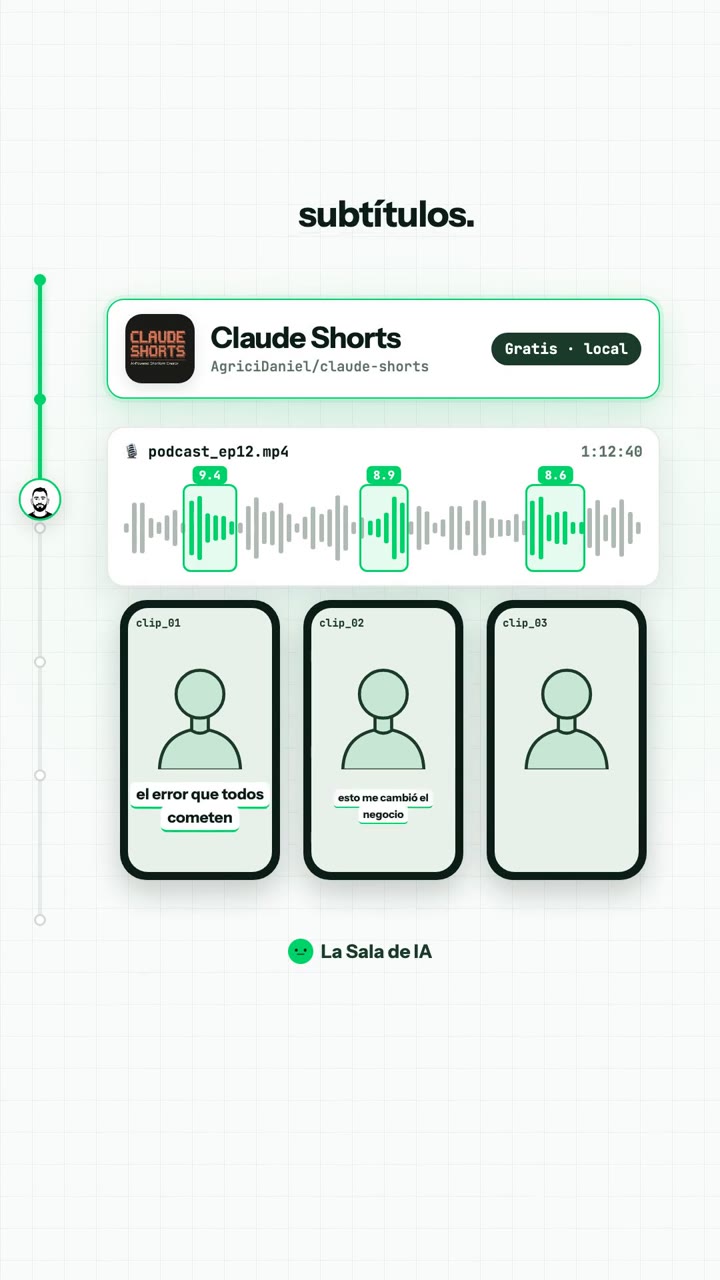 subtítulos.
CLAUDE
SHORTS
Claude Shorts
AgriciDaniel/claude-shorts
Gratis · local
podcast_ep12.mp4
1:12:40
9.4
8.9
8.6
clip_01
clip_02
clip_03
el error que todos
cometen
esto me cambió el
negocio
La Sala de IA